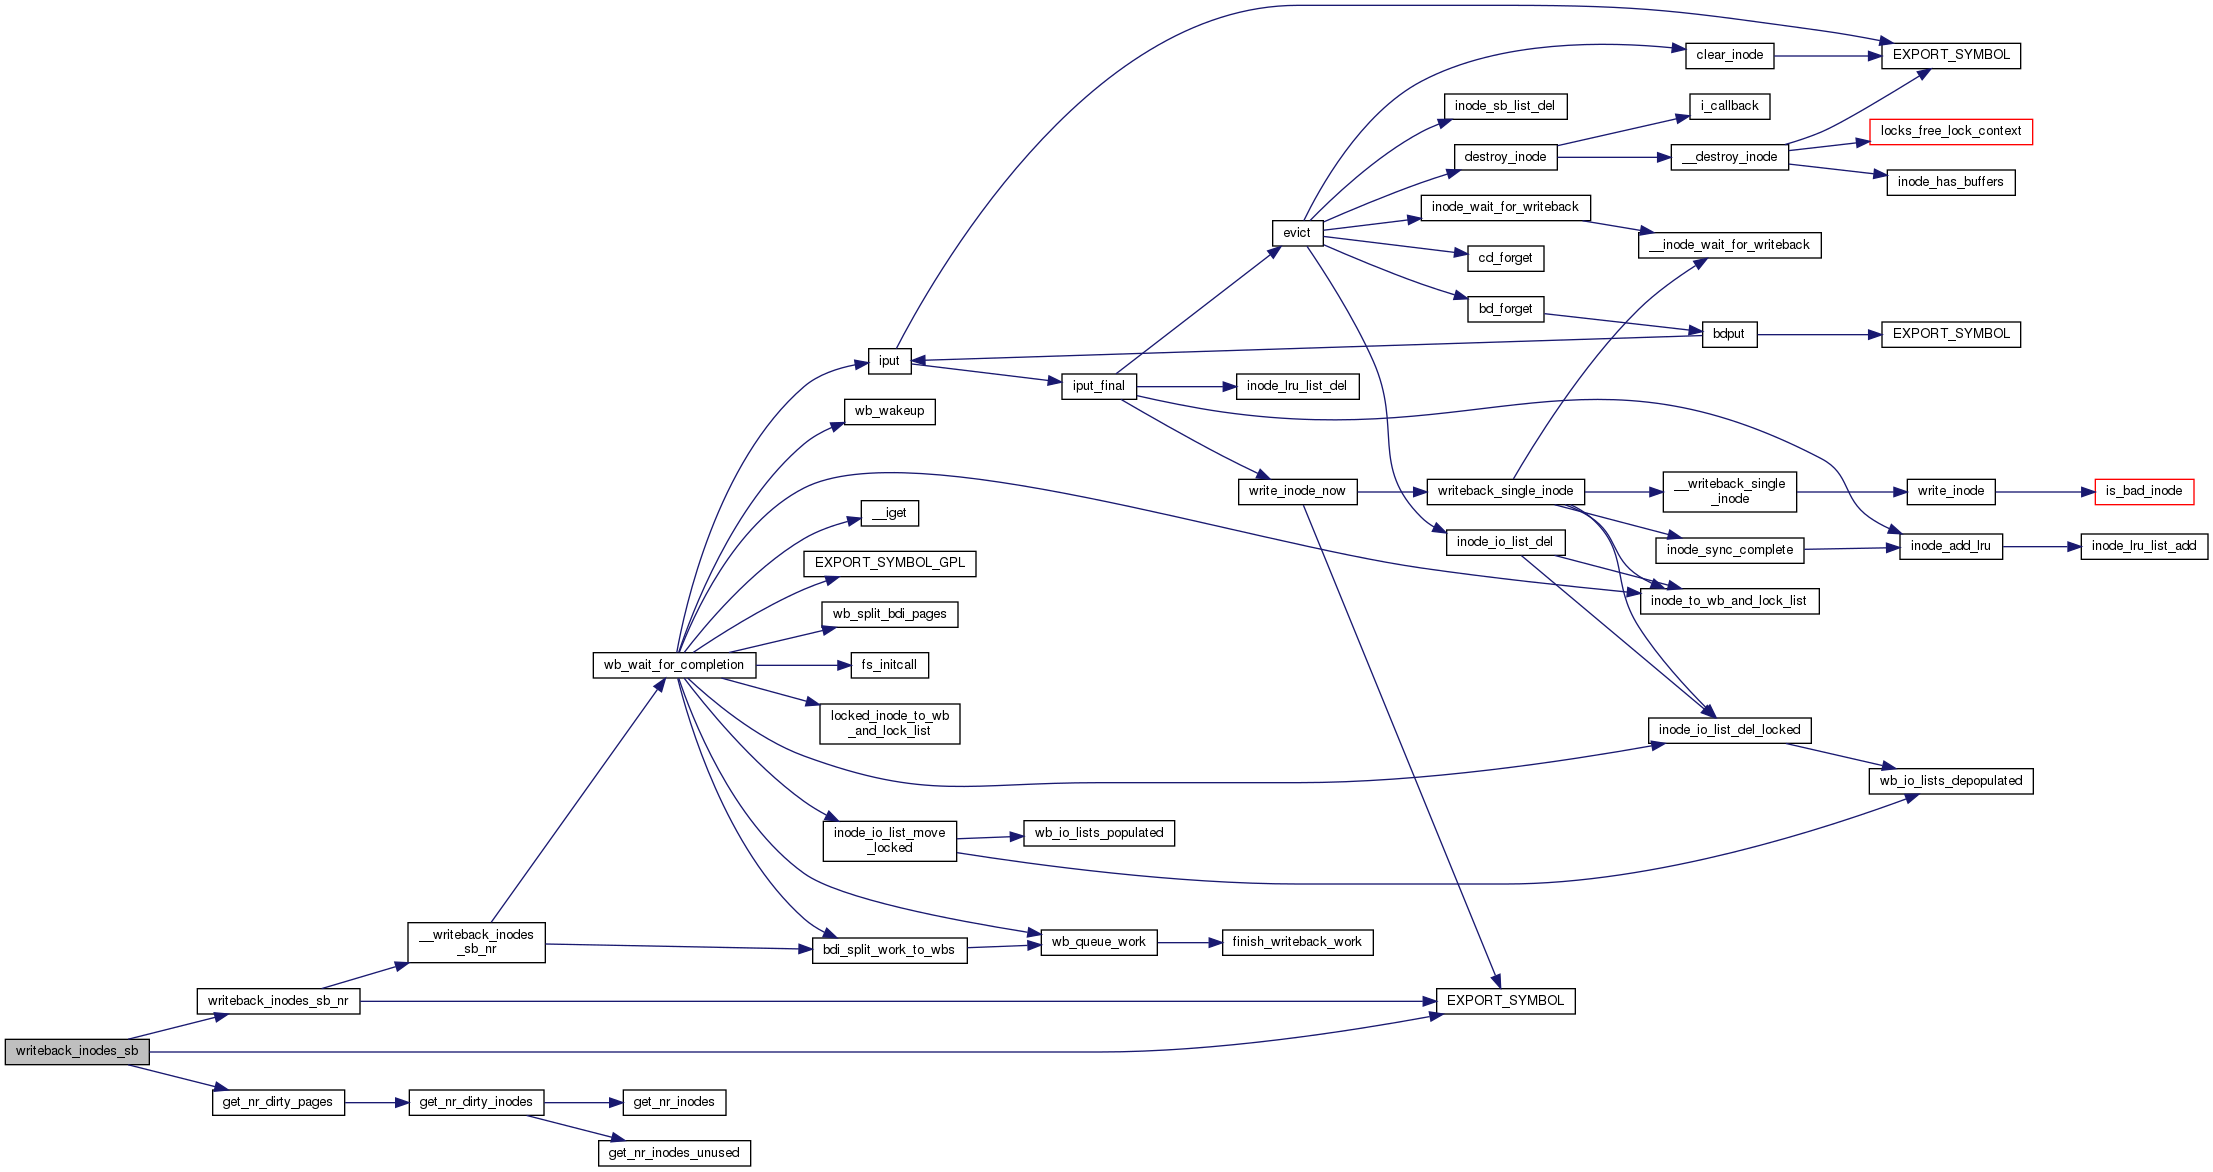 clear_inode
EXPORT_SYMBOL
inode_sb_list_del
i_callback
locks_free_lock_context
destroy_inode
__destroy_inode
inode_has_buffers
inode_wait_for_writeback
evict
__inode_wait_for_writeback
cd_forget
bd_forget
bdput
EXPORT_SYMBOL
iput
iput_final
inode_lru_list_del
wb_wakeup
write_inode_now
writeback_single_inode
__writeback_single
_inode
write_inode
is_bad_inode
__iget
inode_io_list_del
inode_sync_complete
inode_add_lru
inode_lru_list_add
EXPORT_SYMBOL_GPL
inode_to_wb_and_lock_list
wb_split_bdi_pages
wb_wait_for_completion
fs_initcall
locked_inode_to_wb
_and_lock_list
inode_io_list_del_locked
wb_io_lists_depopulated
inode_io_list_move
_locked
wb_io_lists_populated
__writeback_inodes
_sb_nr
bdi_split_work_to_wbs
wb_queue_work
finish_writeback_work
writeback_inodes_sb_nr
EXPORT_SYMBOL
writeback_inodes_sb
get_nr_dirty_pages
get_nr_dirty_inodes
get_nr_inodes
get_nr_inodes_unused